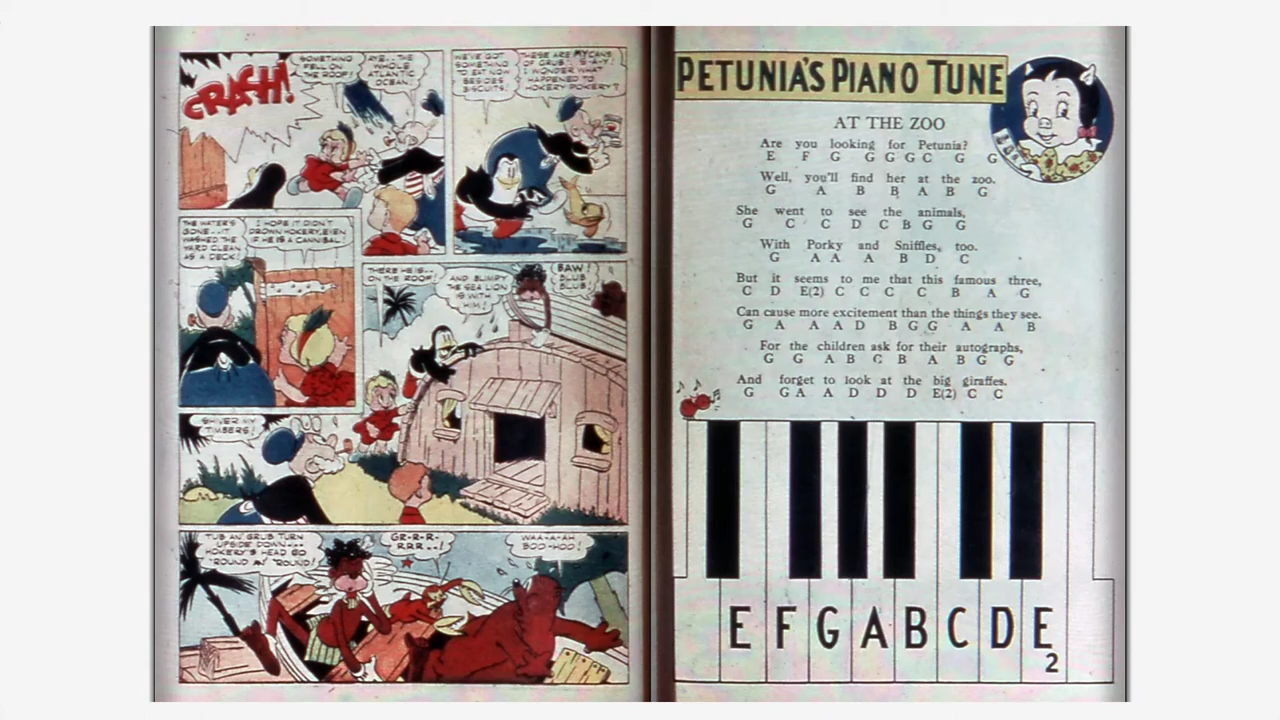 CRASH!
SOMETHING
FELL ON
THE ROOF!
AYE... THE
WHOLE
ATLANTIC
OCEAN.
WE'VE GOT
SOMETHING
TO EAT NOW
BESIDES
BISCUITS!
THESE ARE MY CANS
OF GRUB! S-A-Y!
I WONDER WHAT
HAPPENED TO
HOKERY-POKERY?
THE WATER'S
GONE... IT
WASHED THE
YARD CLEAN
AS A DECK!
I HOPE IT DIDN'T
DROWN HOKERY, EVEN
IF HE IS A CANNIBAL!
THERE HE IS...
ON THE ROOF!
AND BLIMPY
THE SEA LION
IS WITH
HIM!
BAW!
BLUB
BLUB!
SHIVER MY
TIMBERS!
TUB AN' GRUB TURN
UPSIDE DOWN---
HOKERY'S HEAD GO
'ROUND AN' 'ROUND!
GR-R-R-
RRR--!
WAA-A-AH
BOO-HOO!
PETUNIA'S PIANO TUNE
AT THE ZOO
Are you looking for Petunia?
E F G G G G C G G
Well, you'll find her at the zoo.
G A B B A B G
She went to see the animals,
G C C D C B G G
With Porky and Sniffles, too.
G A A A B D C
But it seems to me that this famous three,
C D E(2) C C C C B A G
Can cause more excitement than the things they see.
G A A A D B G G A A B
For the children ask for their autographs,
G G A B C B A B G G
And forget to look at the big giraffes.
G G A A D D D E(2) C C
E F G A B C D E
2